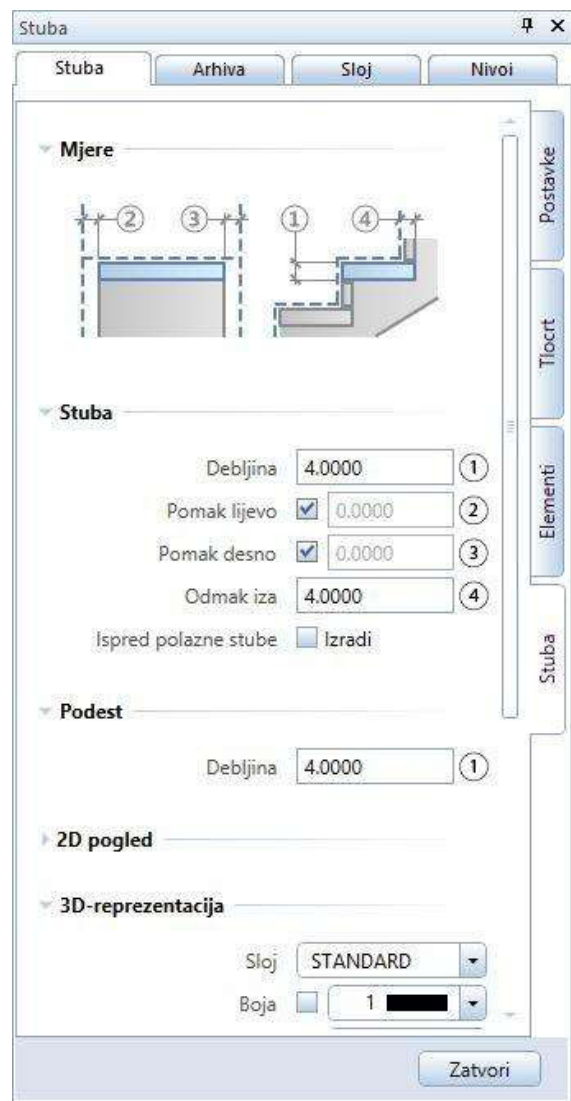 Stuba
Stuba Arhiva Sloj Nivoi
Mjere
2 3 1 4
Stuba
Debljina 4.0000 1
Pomak lijevo 0.0000 2
Pomak desno 0.0000 3
Odmak iza 4.0000 4
Ispred polazne stube Izradi
Podest
Debljina 4.0000 1
2D pogled
3D-reprezentacija
Sloj STANDARD
Boja 1
Postavke
Tlocrt
Elementi
Stuba
Zatvori